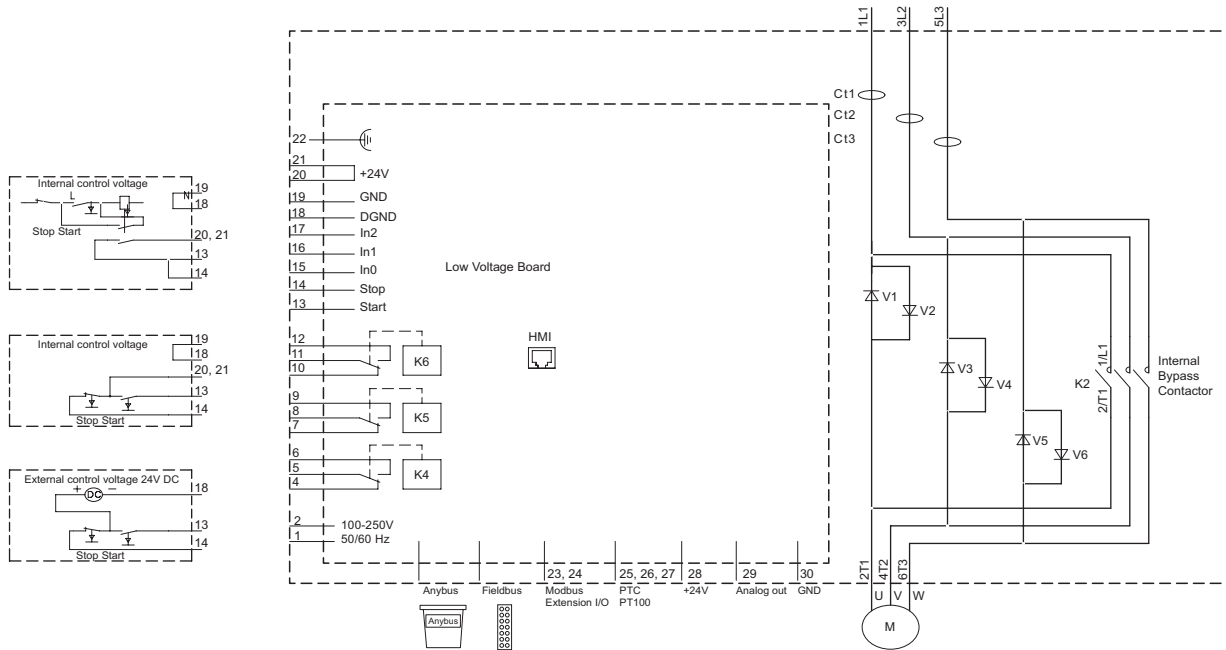 1L1
3L2
5L3
Ct1
Ct2
Ct3
22
21
20
+24V
19
GND
18
DGND
17
In2
16
In1
15
In0
14
Stop
13
Start
Low Voltage Board
HMI
12
11
10
K6
9
8
7
K5
6
5
4
K4
2
100-250V
1
50/60 Hz
Internal control voltage
L
N
19
18
Stop Start
20, 21
13
14
Internal control voltage
19
18
20, 21
13
14
Stop Start
External control voltage 24V DC
+
DC
−
18
13
14
Stop Start
V1
V2
V3
V4
V5
V6
K2
1/L1
2/T1
Internal
Bypass
Contactor
23, 24
25, 26, 27
28
29
30
Anybus
Fieldbus
Modbus
Extension I/O
PTC
PT100
+24V
Analog out
GND
Anybus
2T1
4T2
6T3
U
V
W
M